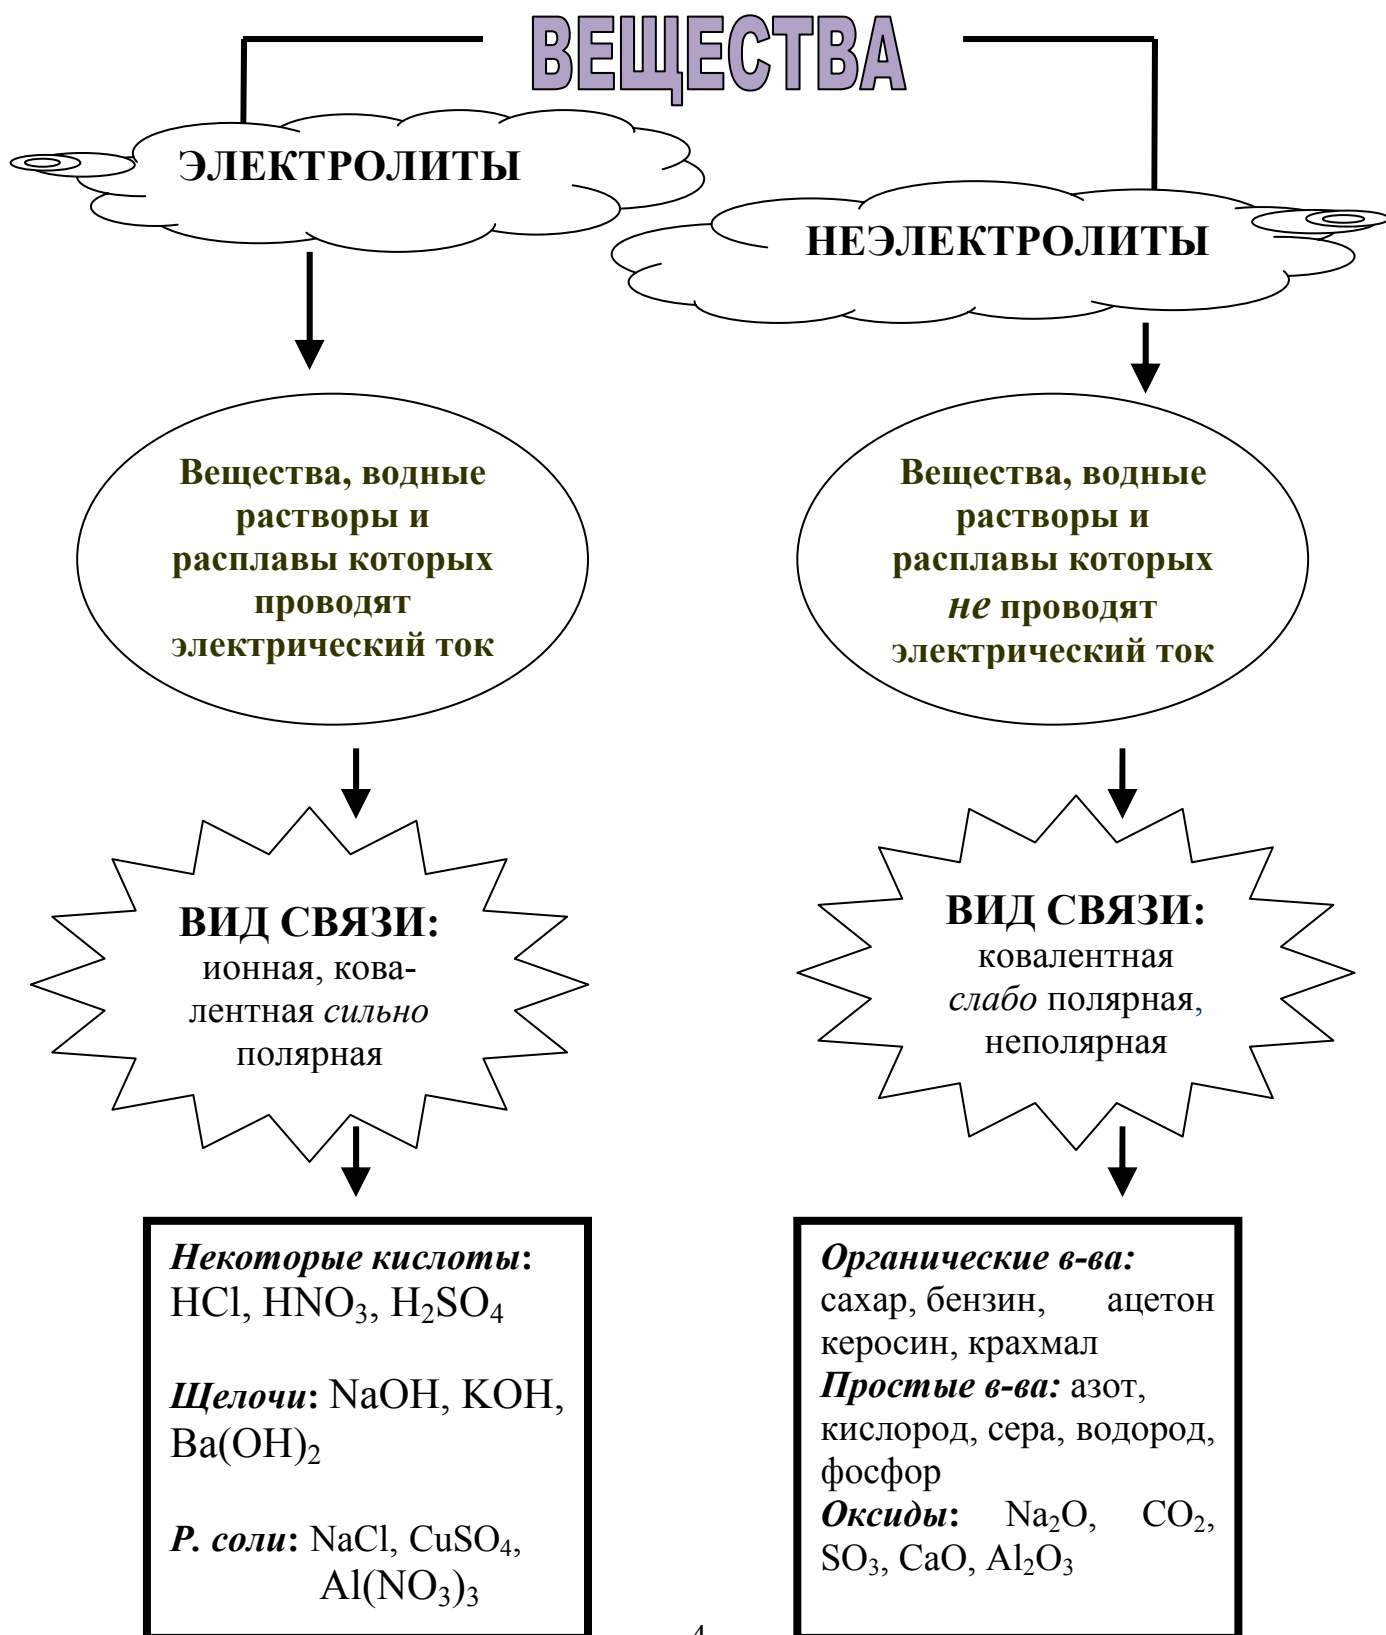 ВЕЩЕСТВА
ЭЛЕКТРОЛИТЫ
НЕЭЛЕКТРОЛИТЫ
Вещества, водные
растворы и
расплавы которых
проводят
электрический ток
Вещества, водные
растворы и
расплавы которых
не проводят
электрический ток
ВИД СВЯЗИ:
ионная, кова-
лентная сильно
полярная
ВИД СВЯЗИ:
ковалентная
слабо полярная,
неполярная
Некоторые кислоты:
HCl, HNO₃, H₂SO₄
Щелочи: NaOH, KOH,
Ba(OH)₂
Р. соли: NaCl, CuSO₄,
Al(NO₃)₃
Органические в-ва:
сахар, бензин, ацетон
керосин, крахмал
Простые в-ва: азот,
кислород, сера, водород,
фосфор
Оксиды: Na₂O, CO₂,
SO₃, CaO, Al₂O₃
4